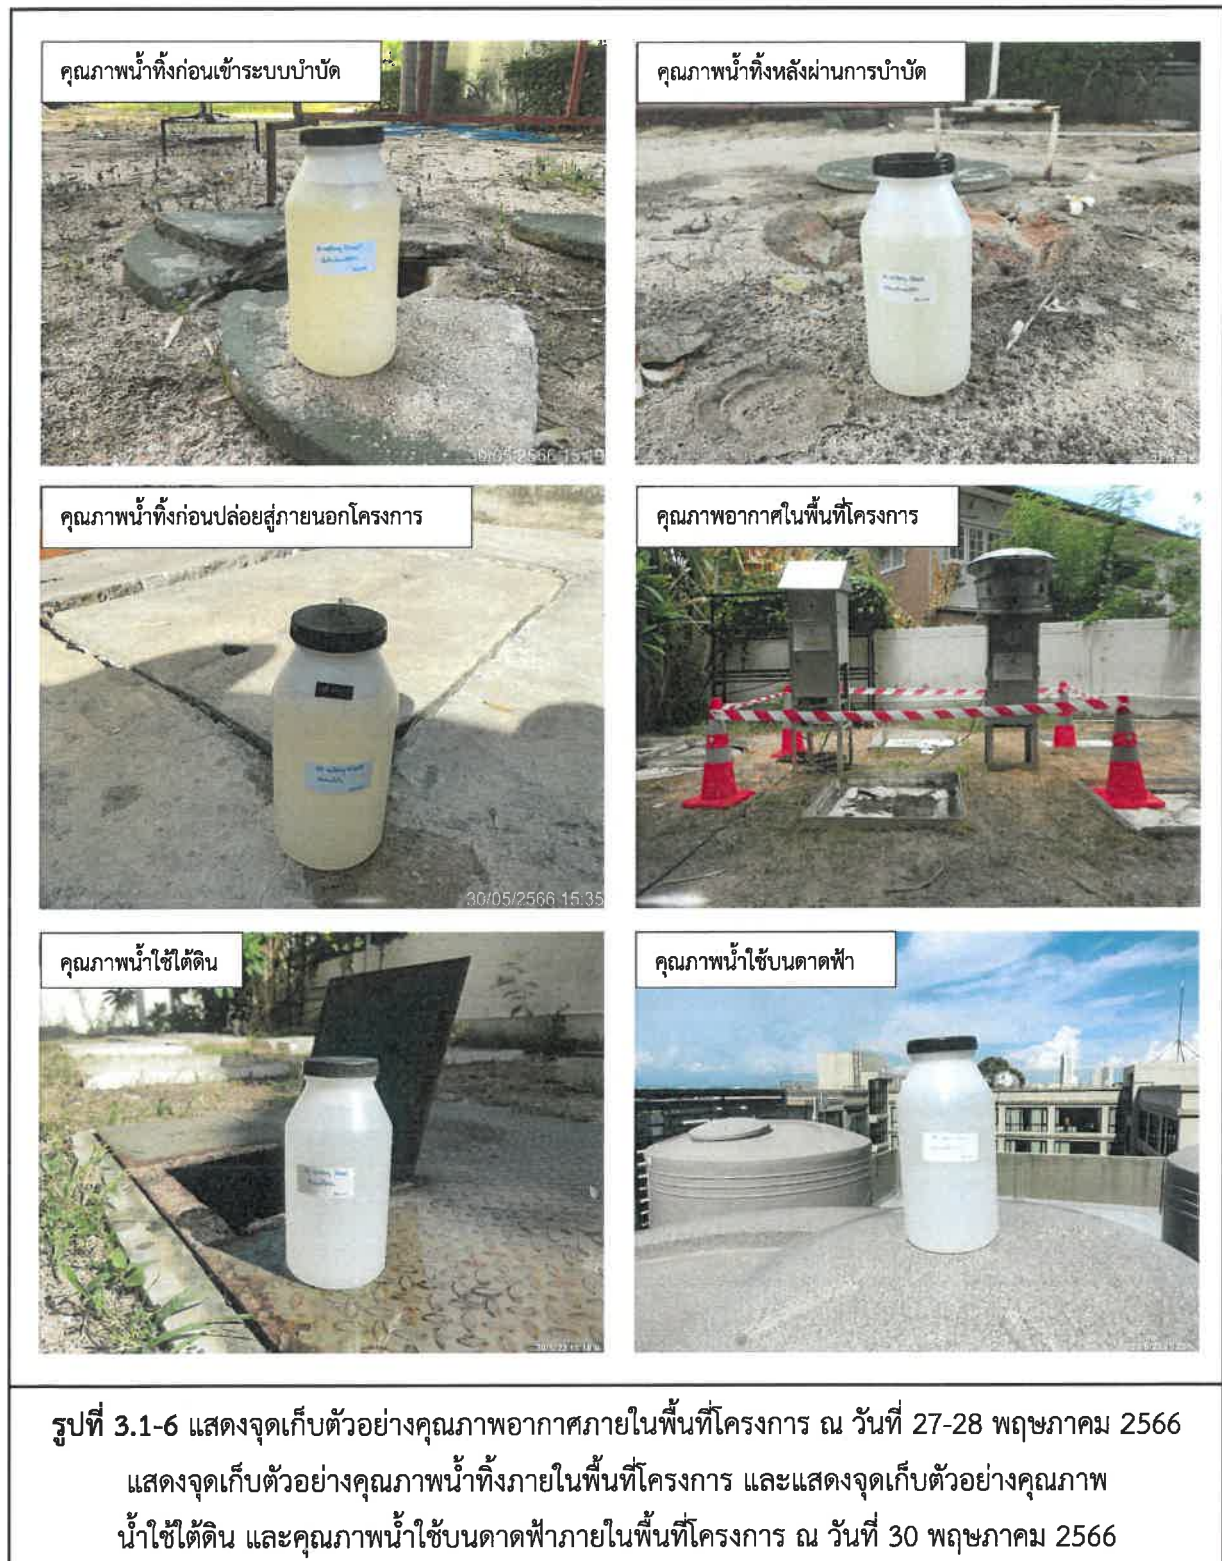 คุณภาพน้ำทิ้งก่อนเข้าระบบบำบัด
คุณภาพน้ำทิ้งหลังผ่านการบำบัด
คุณภาพน้ำทิ้งก่อนปล่อยสู่ภายนอกโครงการ
30/05/2566 15:35
คุณภาพอากาศในพื้นที่โครงการ
คุณภาพน้ำใช้ใต้ดิน
คุณภาพน้ำใช้บนดาดฟ้า
รูปที่ 3.1-6 แสดงจุดเก็บตัวอย่างคุณภาพอากาศภายในพื้นที่โครงการ ณ วันที่ 27-28 พฤษภาคม 2566
แสดงจุดเก็บตัวอย่างคุณภาพน้ำทิ้งภายในพื้นที่โครงการ และแสดงจุดเก็บตัวอย่างคุณภาพ
น้ำใช้ใต้ดิน และคุณภาพน้ำใช้บนดาดฟ้าภายในพื้นที่โครงการ ณ วันที่ 30 พฤษภาคม 2566